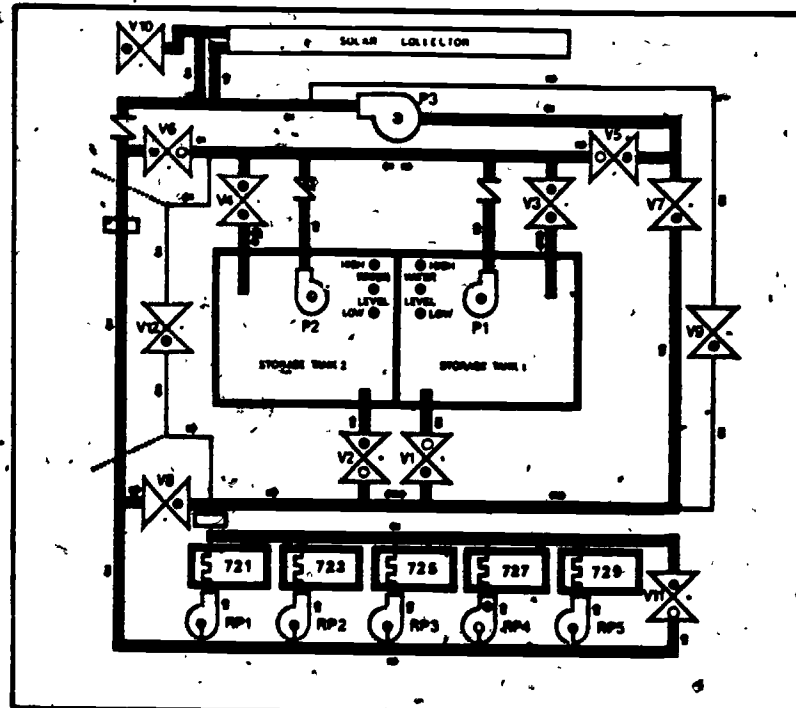 V10
SOLAR COLLECTOR
P3
V6
V5
V4
V3
V7
HIGH HIGH
WATER
LEVEL LEVEL
LOW LOW
P2
P1
V12
V9
STORAGE TANK 2
STORAGE TANK 1
V2
V1
V8
721 723 725 727 729
V11
RP1 RP2 RP3 RP4 RP5